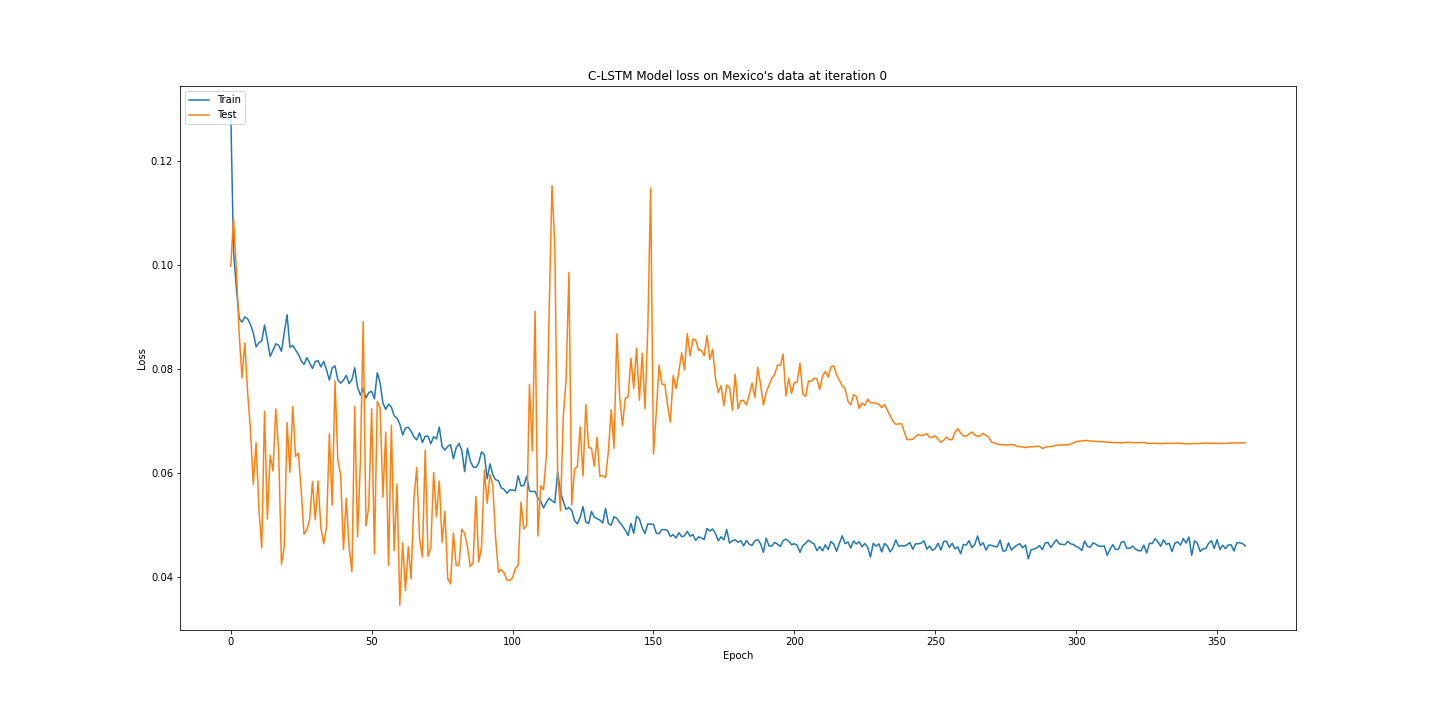 C-LSTM Model loss on Mexico's data at iteration 0
Train
Test
0.12
0.10
0.08
0.06
0.04
Loss
0 50 100 150 200 250 300 350
Epoch